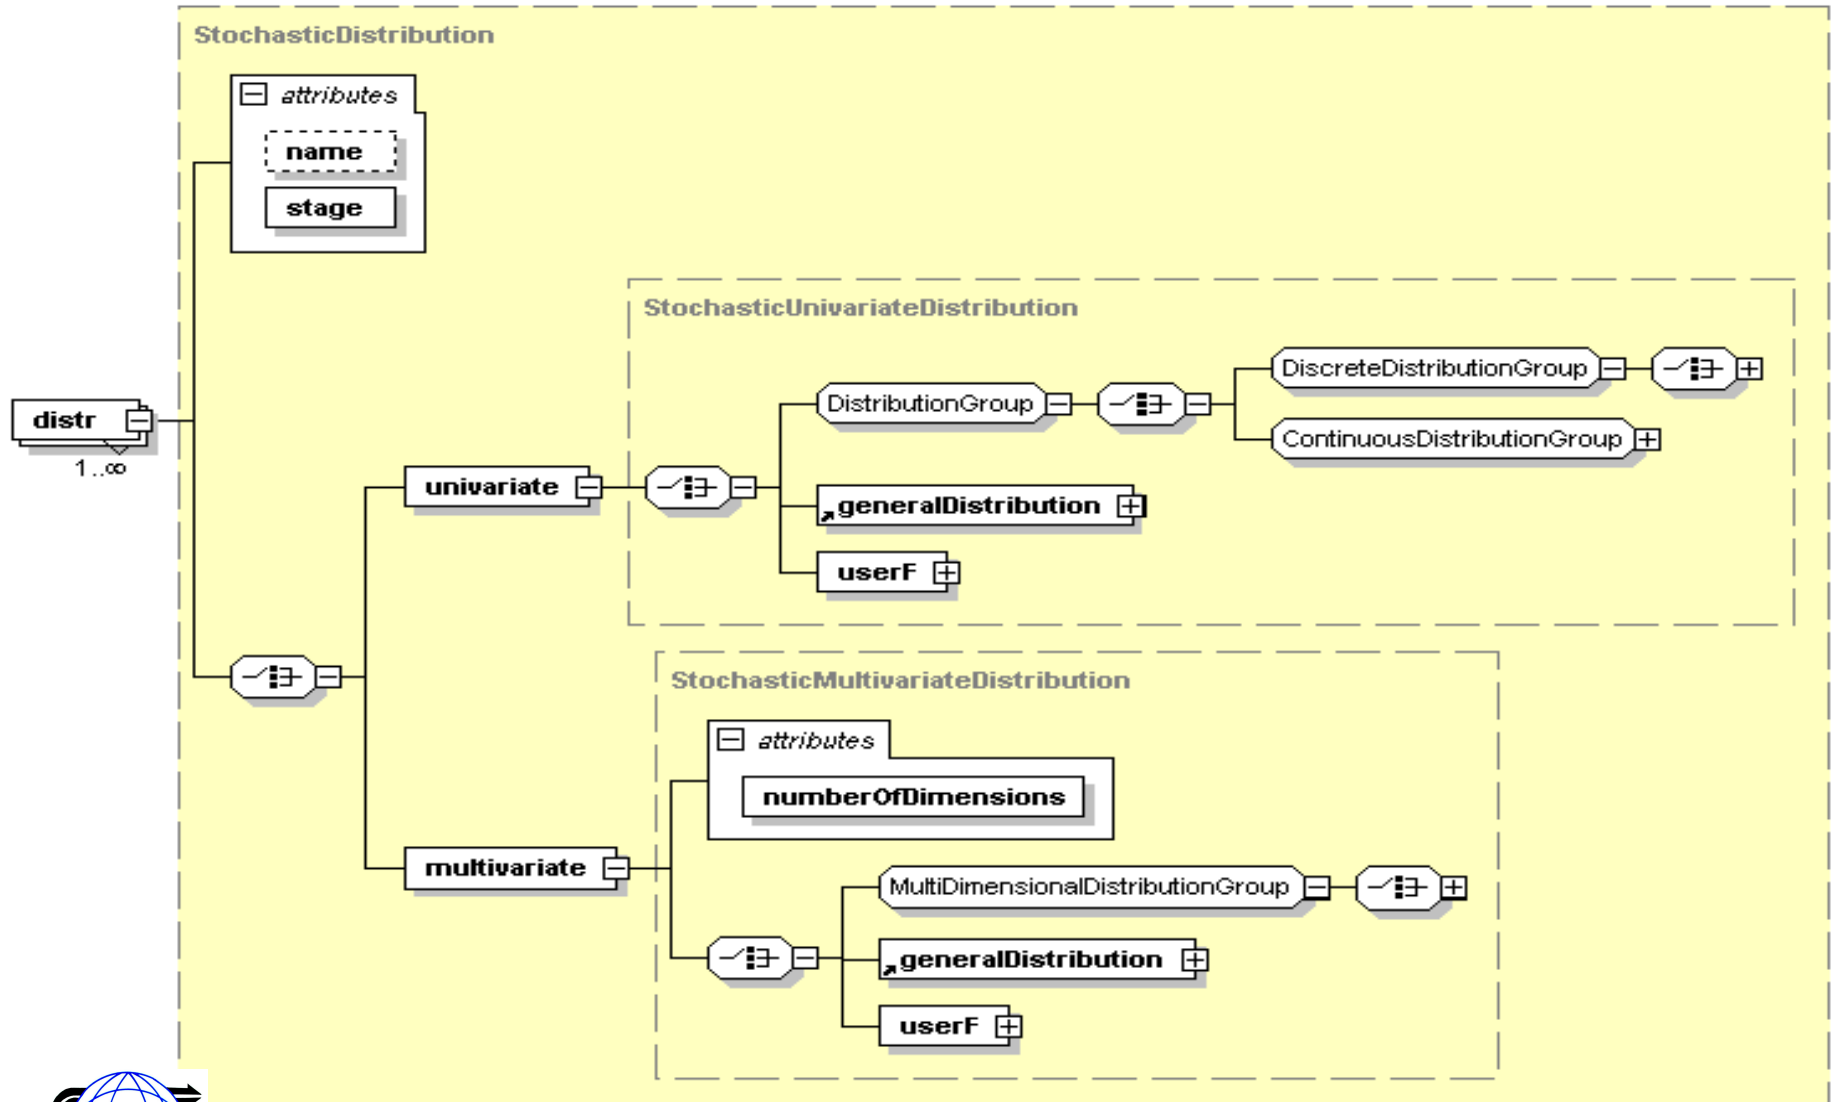 StochasticDistribution
attributes
name
stage
StochasticUnivariateDistribution
DiscreteDistributionGroup
DistributionGroup
ContinuousDistributionGroup
distr
1..∞
univariate
generalDistribution
userF
StochasticMultivariateDistribution
attributes
numberOfDimensions
multivariate
MultiDimensionalDistributionGroup
generalDistribution
userF